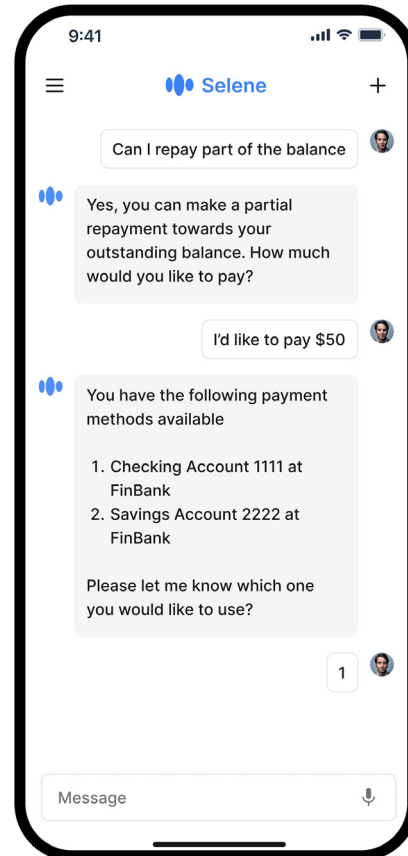 9:41
Selene
Can I repay part of the balance
Yes, you can make a partial
repayment towards your
outstanding balance. How much
would you like to pay?
I'd like to pay $50
You have the following payment
methods available
1. Checking Account 1111 at
FinBank
2. Savings Account 2222 at
FinBank
Please let me know which one
you would like to use?
1
Message